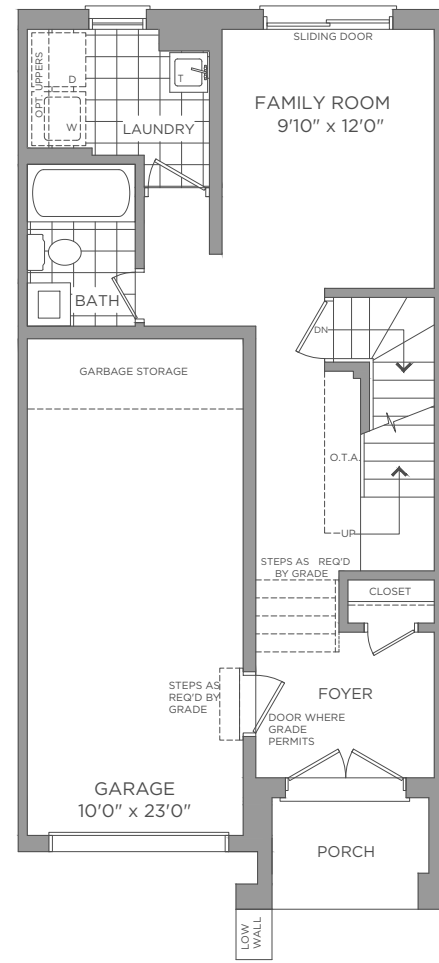 SLIDING DOOR
OPT. UPPERS
D
W
T
LAUNDRY
FAMILY ROOM
9'10" x 12'0"
BATH
DN
GARBAGE STORAGE
O.T.A.
UP
STEPS AS REQ'D
BY GRADE
CLOSET
STEPS AS
REQ'D BY
GRADE
FOYER
DOOR WHERE
GRADE
PERMITS
GARAGE
10'0" x 23'0"
PORCH
LOW
WALL